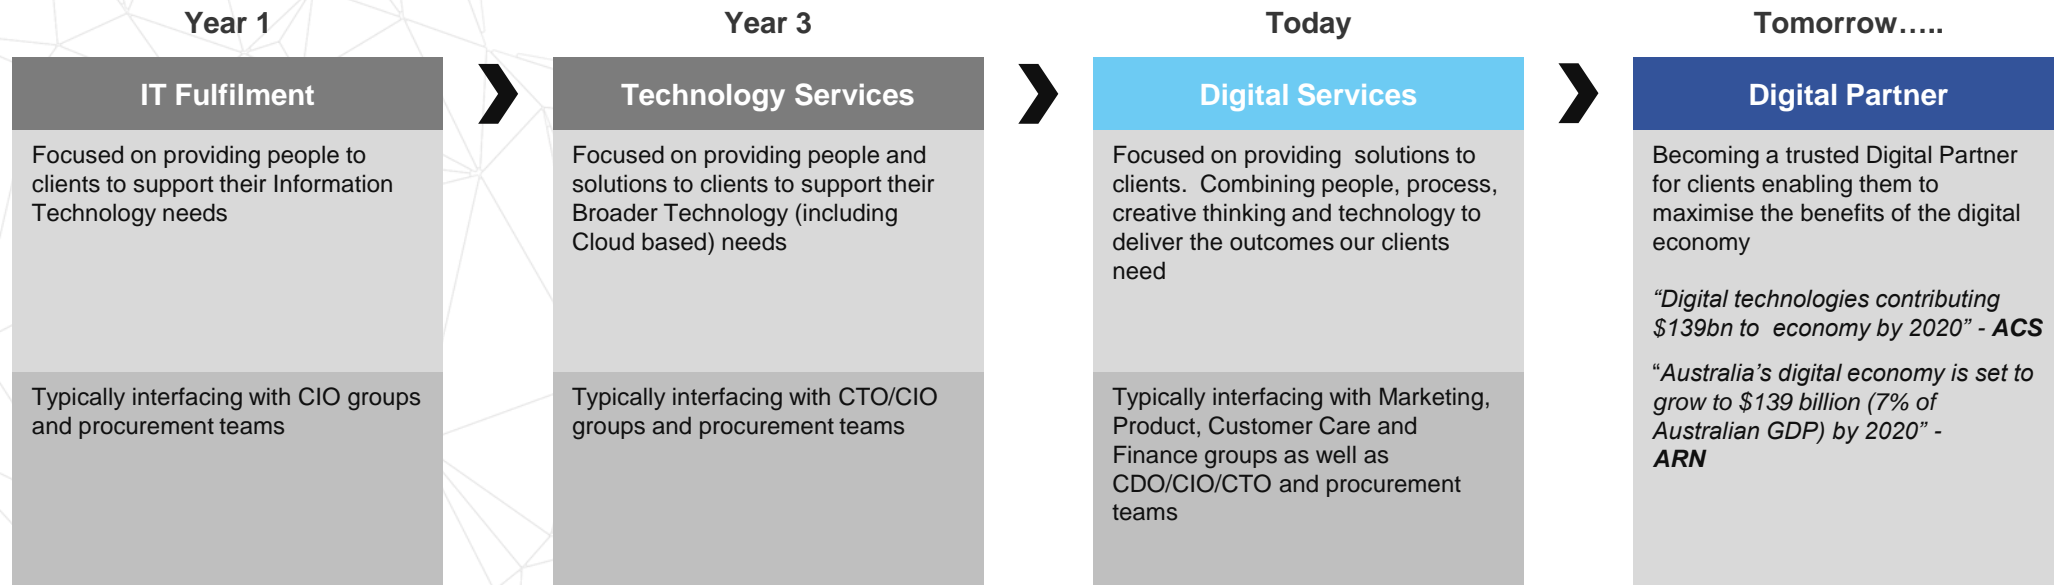 Year 1
IT Fulfilment
Focused on providing people to
clients to support their Information
Technology needs
Typically interfacing with CIO groups
and procurement teams
Year 3
Technology Services
Focused on providing people and
solutions to clients to support their
Broader Technology (including
Cloud based) needs
Typically interfacing with CTO/CIO
groups and procurement teams
Today
Digital Services
Focused on providing  solutions to
clients.  Combining people, process,
creative thinking and technology to
deliver the outcomes our clients
need
Typically interfacing with Marketing,
Product, Customer Care and
Finance groups as well as
CDO/CIO/CTO and procurement
teams
Tomorrow…..
Digital Partner
Becoming a trusted Digital Partner
for clients enabling them to
maximise the benefits of the digital
economy
“Digital technologies contributing
$139bn to  economy by 2020” - ACS
“Australia’s digital economy is set to
grow to $139 billion (7% of
Australian GDP) by 2020” -
ARN